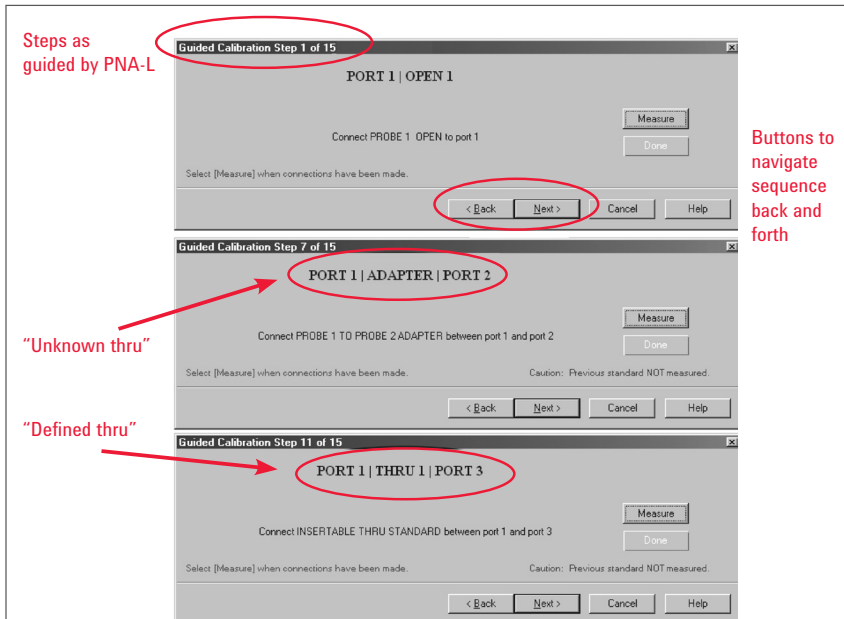 Steps as
guided by PNA-L
Guided Calibration Step 1 of 15
PORT 1 | OPEN 1
Connect PROBE 1 OPEN to port 1
Measure
Done
Select [Measure] when connections have been made.
< Back
Next >
Cancel
Help
Buttons to
navigate
sequence
back and
forth
Guided Calibration Step 7 of 15
PORT 1 | ADAPTER | PORT 2
Connect PROBE 1 TO PROBE 2 ADAPTER between port 1 and port 2
Measure
Done
"Unknown thru"
Select [Measure] when connections have been made.
Caution: Previous standard NOT measured.
< Back
Next >
Cancel
Help
"Defined thru"
Guided Calibration Step 11 of 15
PORT 1 | THRU 1 | PORT 3
Connect INSERTABLE THRU STANDARD between port 1 and port 3
Measure
Done
Select [Measure] when connections have been made.
Caution: Previous standard NOT measured.
< Back
Next >
Cancel
Help